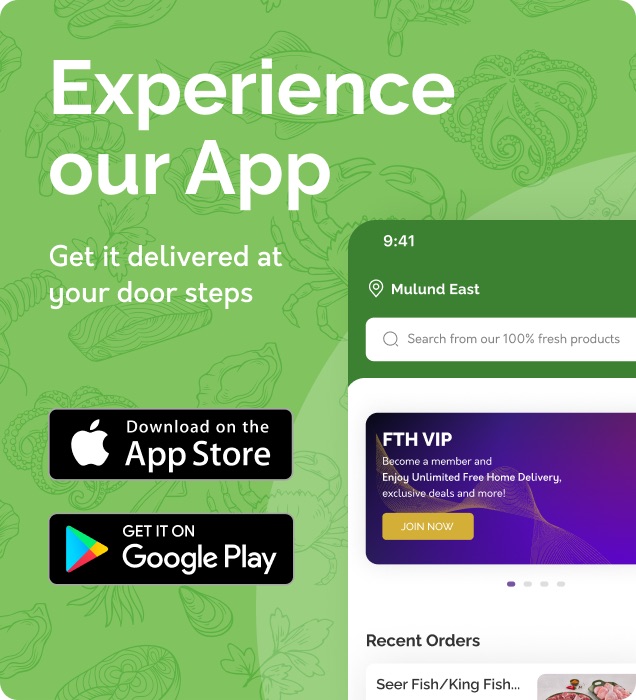 Experience
our App
Get it delivered at
your door steps
Download on the
App Store
GET IT ON
Google Play
9:41
Mulund East
Search from our 100% fresh products
FTH VIP
Become a member and
Enjoy Unlimited Free Home Delivery,
exclusive deals and more!
JOIN NOW
Recent Orders
Seer Fish/King Fish...